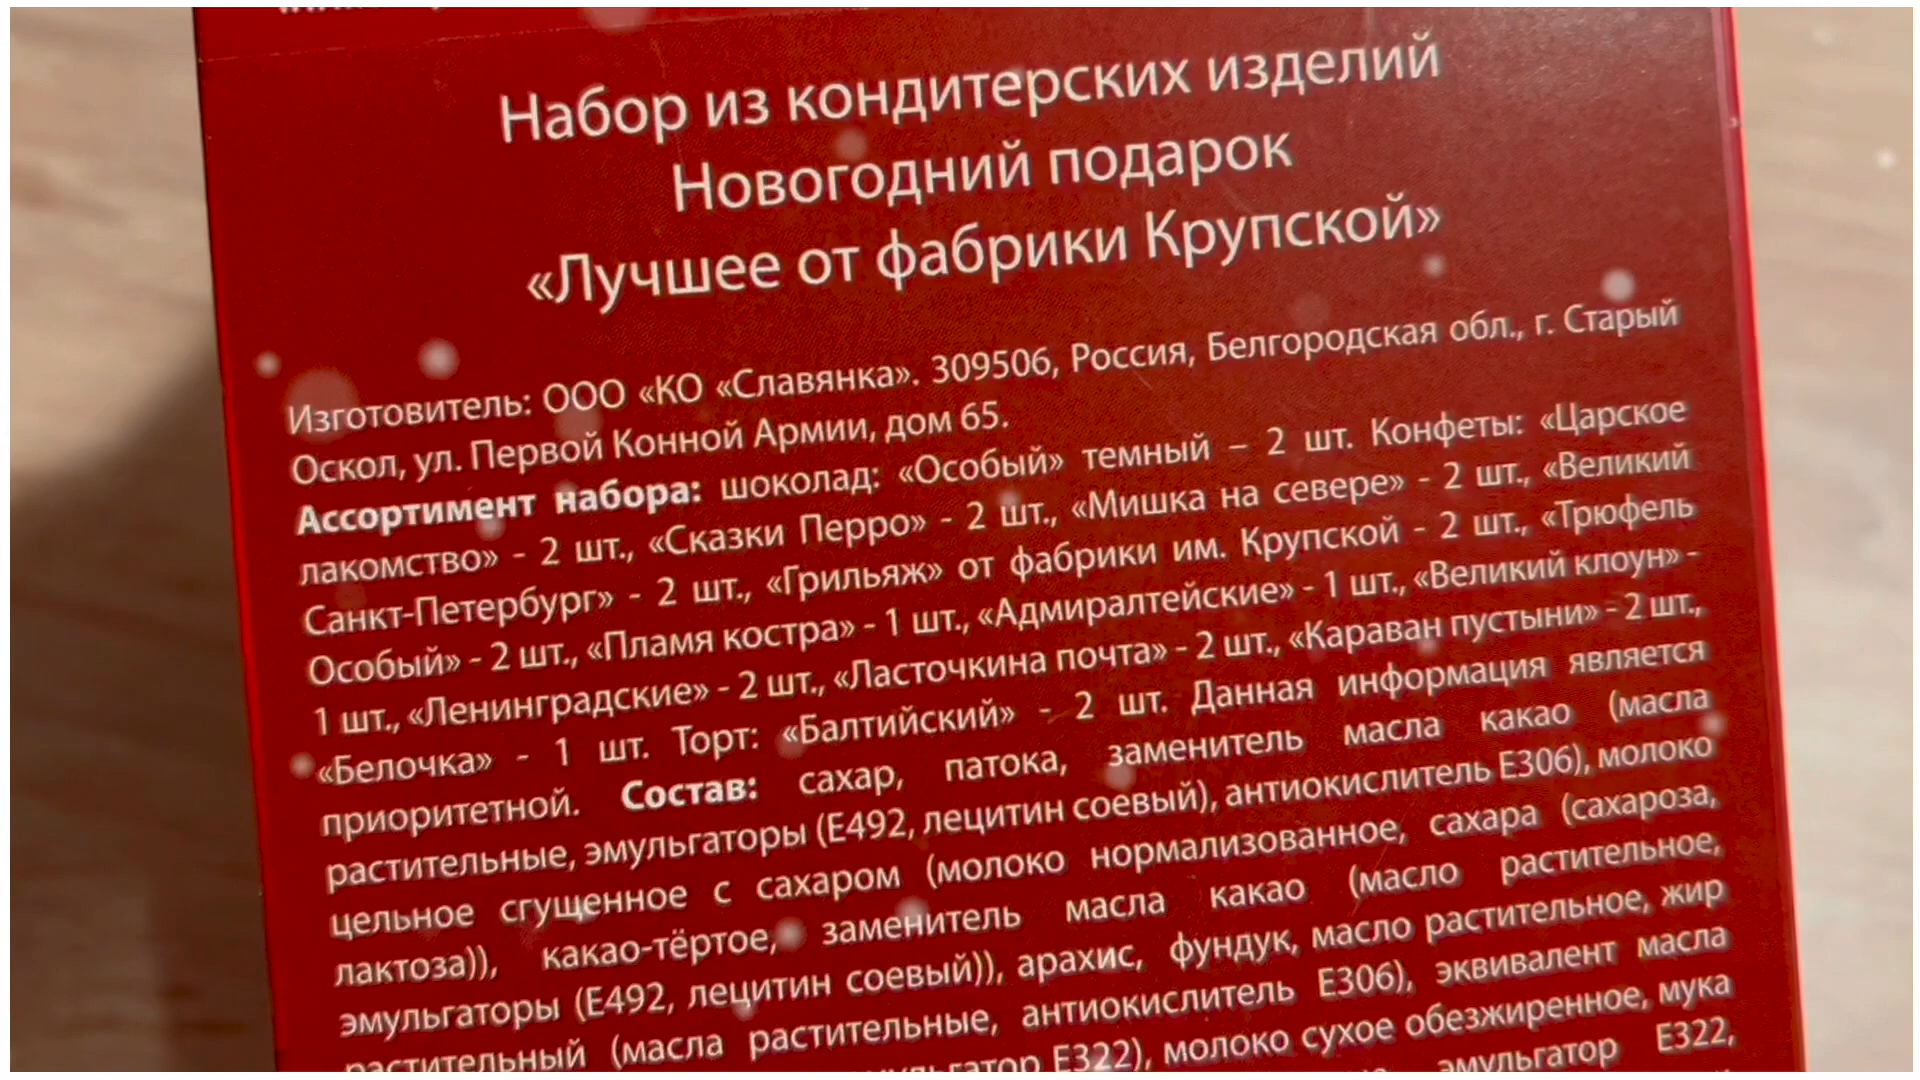 Набор из кондитерских изделий
Новогодний подарок
«Лучшее от фабрики Крупской»
Изготовитель: ООО «КО «Славянка». 309506, Россия, Белгородская обл., г. Старый
Оскол, ул. Первой Конной Армии, дом 65.
Ассортимент набора: шоколад: «Особый» темный – 2 шт. Конфеты: «Царское
лакомство» - 2 шт., «Сказки Перро» - 2 шт., «Мишка на севере» - 2 шт., «Великий
Санкт-Петербург» - 2 шт., «Грильяж» от фабрики им. Крупской - 2 шт., «Трюфель
Особый» - 2 шт., «Пламя костра» - 1 шт., «Адмиралтейские» - 1 шт., «Великий клоун» -
1 шт., «Ленинградские» - 2 шт., «Ласточкина почта» - 2 шт., «Караван пустыни» - 2 шт.,
«Белочка» - 1 шт. Торт: «Балтийский» - 2 шт. Данная информация является
приоритетной. Состав: сахар, патока, заменитель масла какао (масла
растительные, эмульгаторы (Е492, лецитин соевый), антиокислитель Е306), молоко
цельное сгущенное с сахаром (молоко нормализованное, сахара (сахароза,
лактоза)), какао-тёртое, заменитель масла какао (масло растительное,
эмульгаторы (Е492, лецитин соевый)), арахис, фундук, масло растительное, жир
растительный (масла растительные, антиокислитель Е306), эквивалент масла
Е322), молоко сухое обезжиренное, мука
эмульгатор Е322,